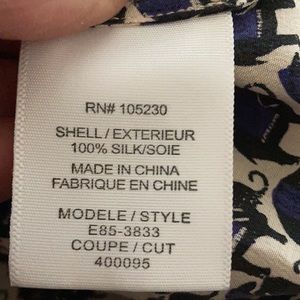 RN# 105230
SHELL/EXTERIEUR
100% SILK/SOIE
MADE IN CHINA
FABRIQUE EN CHINE
MODELE/STYLE
E85-3833
COUPE/CUT
400095